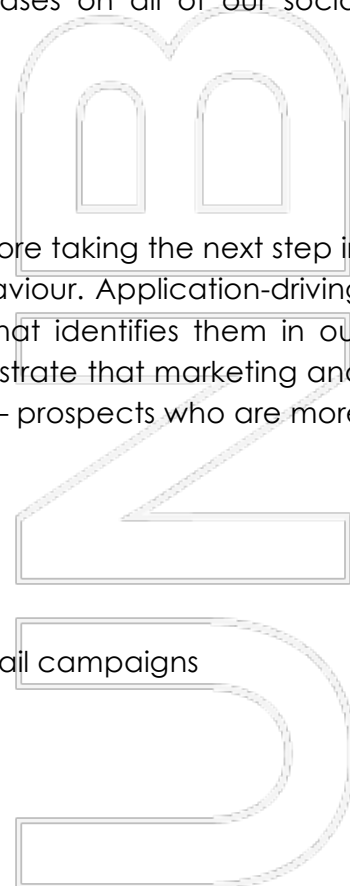 ases on all of our socia
ore taking the next step i
aviour. Application-driving
hat identifies them in ou
strate that marketing and
– prospects who are more
ail campaigns
UNB